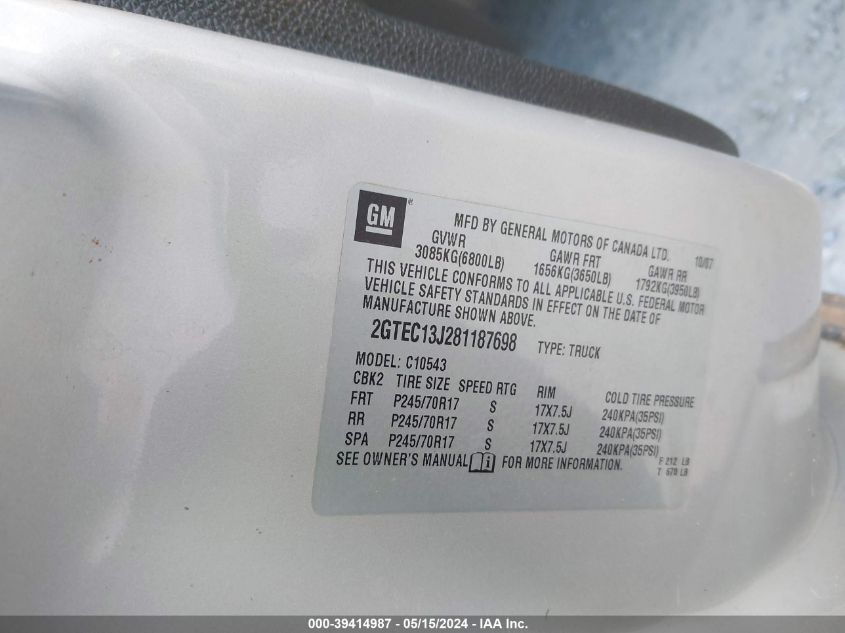 GM ®
MFD BY GENERAL MOTORS OF CANADA LTD. 10/07
GVWR GAWR FRT GAWR RR
3085KG(6800LB) 1656KG(3650LB) 1792KG(3950LB)
THIS VEHICLE CONFORMS TO ALL APPLICABLE U.S. FEDERAL MOTOR
VEHICLE SAFETY STANDARDS IN EFFECT ON THE DATE OF
MANUFACTURE SHOWN ABOVE.
2GTEC13J281187698 TYPE: TRUCK
MODEL: C10543
CBK2 TIRE SIZE SPEED RTG RIM COLD TIRE PRESSURE
FRT P245/70R17 S 17X7.5J 240KPA(35PSI)
RR P245/70R17 S 17X7.5J 240KPA(35PSI)
SPA P245/70R17 S 17X7.5J 240KPA(35PSI)
SEE OWNER'S MANUAL FOR MORE INFORMATION.
F 212 LB
T 670 LB
000-39414987 - 05/15/2024 - IAA Inc.